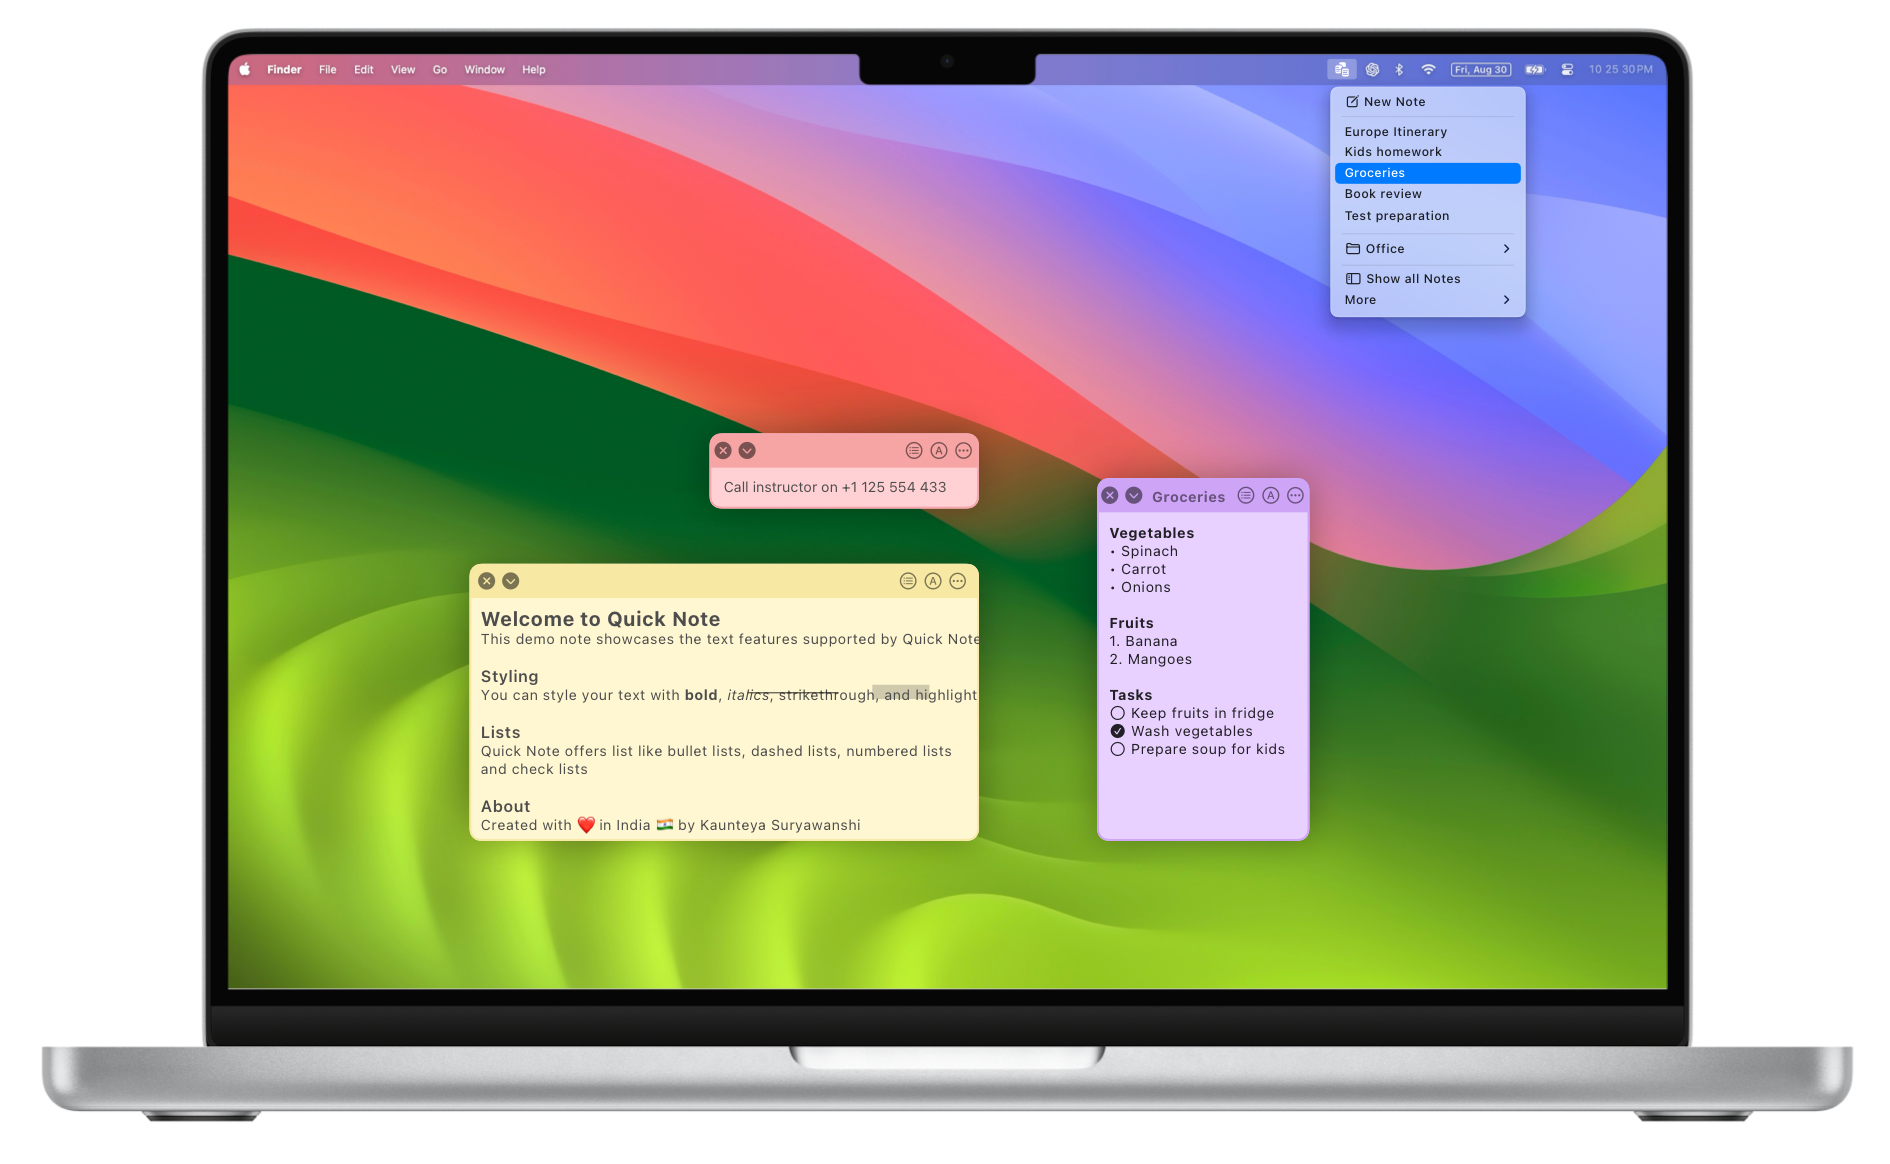 Finder File Edit View Go Window Help
Fri, Aug 30 10 25 30 PM
New Note
Europe Itinerary
Kids homework
Groceries
Book review
Test preparation
Office
Show all Notes
More
Call instructor on +1 125 554 433
Welcome to Quick Note
This demo note showcases the text features supported by Quick Note
Styling
You can style your text with bold, italics, strikethrough, and highlight
Lists
Quick Note offers list like bullet lists, dashed lists, numbered lists
and check lists
About
Created with ❤️ in India 🇮🇳 by Kaunteya Suryawanshi
Groceries
Vegetables
• Spinach
• Carrot
• Onions
Fruits
1. Banana
2. Mangoes
Tasks
Keep fruits in fridge
Wash vegetables
Prepare soup for kids